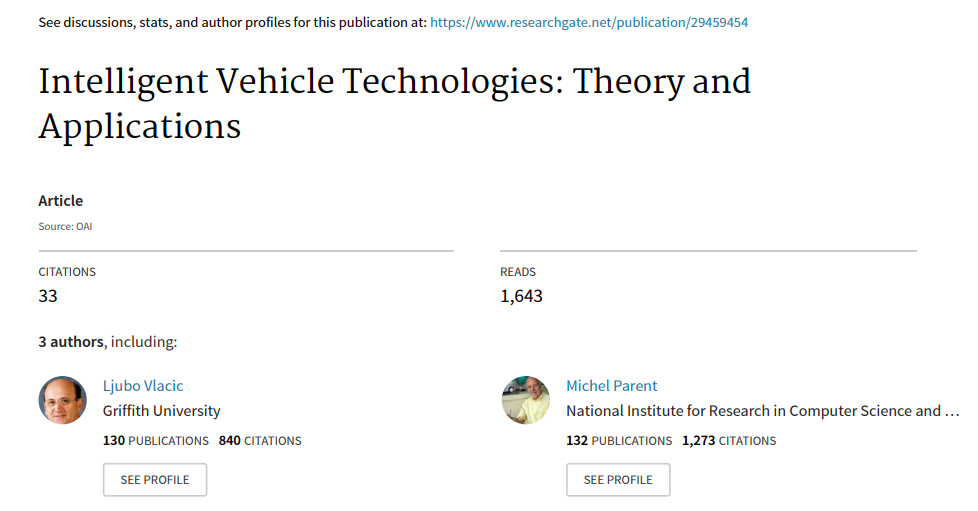 See discussions, stats, and author profiles for this publication at: https://www.researchgate.net/publication/29459454
Intelligent Vehicle Technologies: Theory and
Applications
Article
Source: OAI
CITATIONS
33
READS
1,643
3 authors, including:
Ljubo Vlacic
Griffith University
130 PUBLICATIONS 840 CITATIONS
SEE PROFILE
Michel Parent
National Institute for Research in Computer Science and …
132 PUBLICATIONS 1,273 CITATIONS
SEE PROFILE